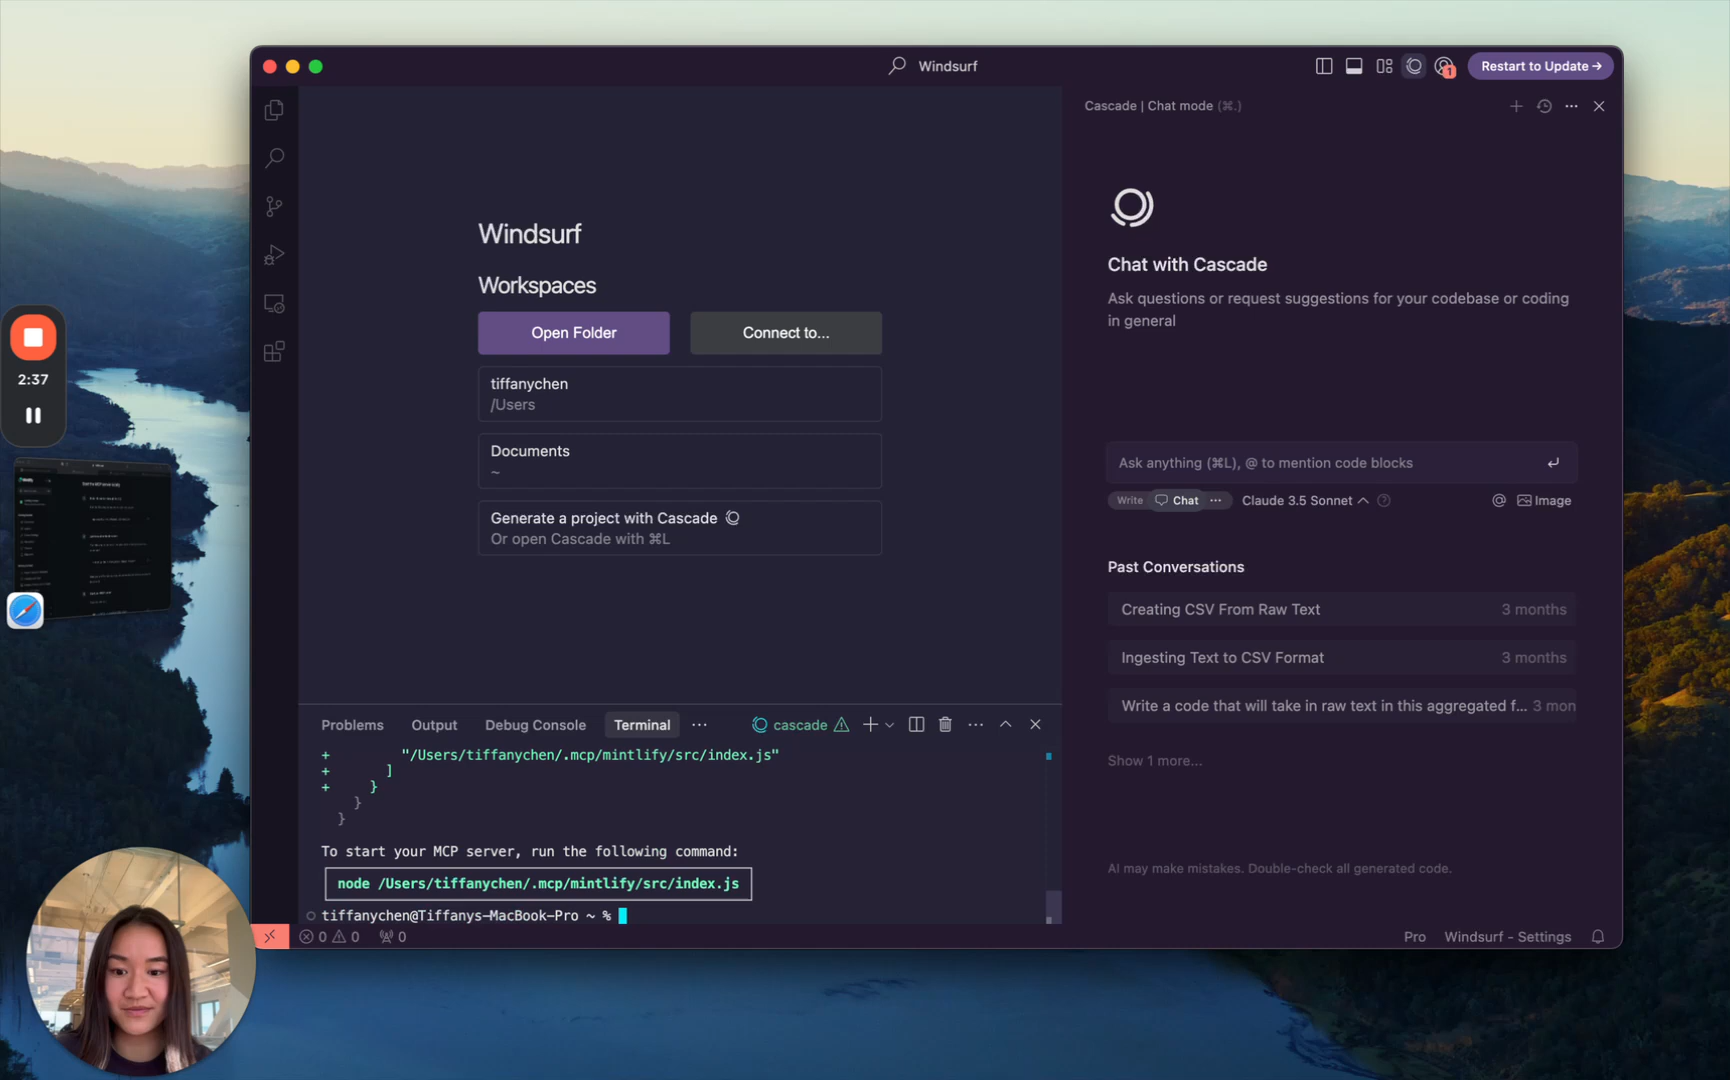 Windsurf
1
Restart to Update →
Cascade | Chat mode (⌘.)
Windsurf
Workspaces
Open Folder
Connect to...
tiffanychen
/Users
Documents
~
Generate a project with Cascade
Or open Cascade with ⌘L
Chat with Cascade
Ask questions or request suggestions for your codebase or coding
in general
Ask anything (⌘L), @ to mention code blocks
Write Chat ··· Claude 3.5 Sonnet
@ Image
Past Conversations
Creating CSV From Raw Text 3 months
Ingesting Text to CSV Format 3 months
Write a code that will take in raw text in this aggregated f... 3 mon
Show 1 more...
AI may make mistakes. Double-check all generated code.
2:37
Problems Output Debug Console Terminal ··· cascade
+ "/Users/tiffanychen/.mcp/mintlify/src/index.js"
+ ]
+ }
}
}
To start your MCP server, run the following command:
node /Users/tiffanychen/.mcp/mintlify/src/index.js
tiffanychen@Tiffanys-MacBook-Pro ~ %
0 0 0
Pro Windsurf - Settings